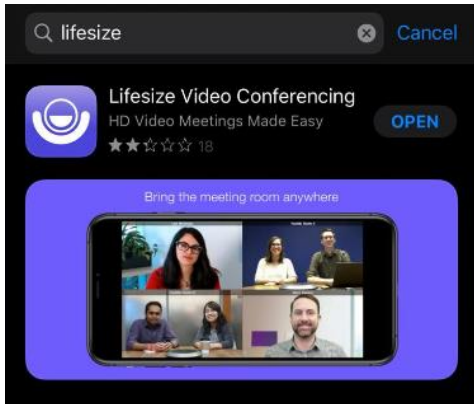 lifesize
Cancel
Lifesize Video Conferencing
HD Video Meetings Made Easy
OPEN
18
Bring the meeting room anywhere